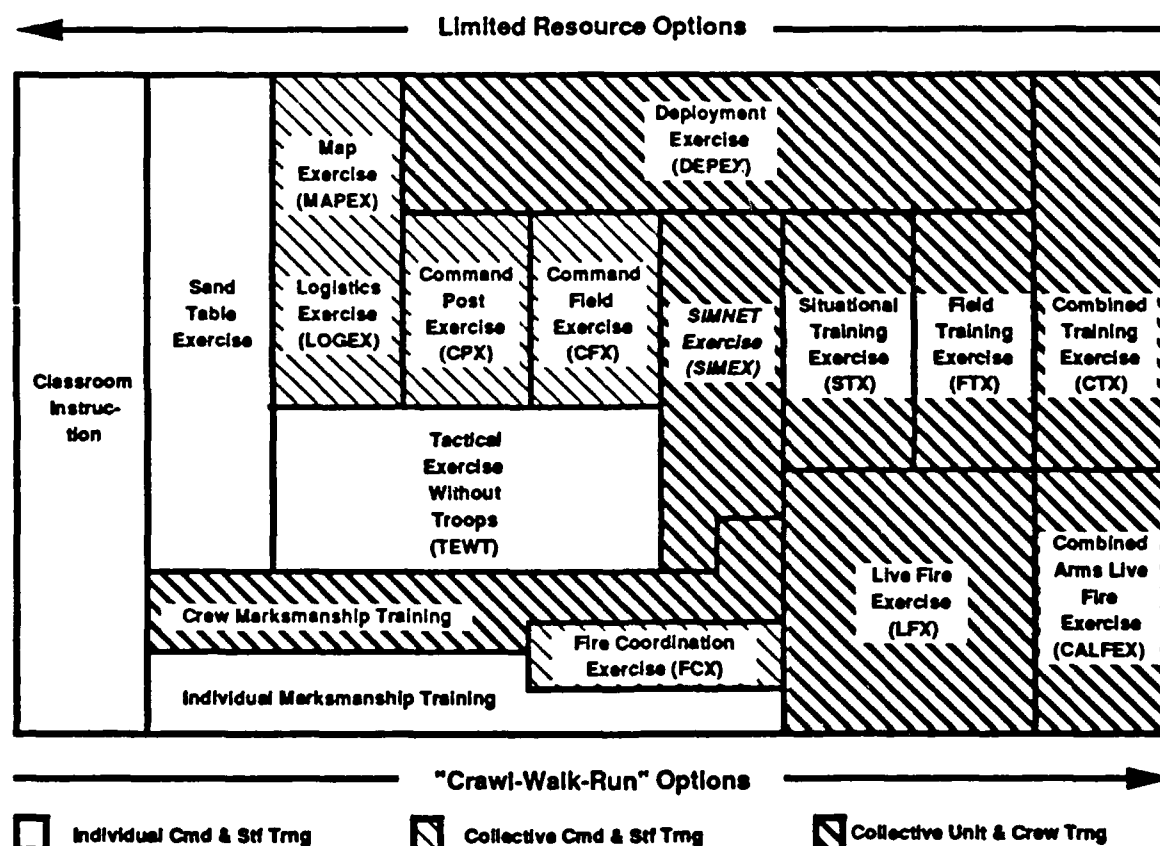 Limited Resource Options
Classroom
Instruc-
tion
Sand
Table
Exercise
Map
Exercise
(MAPEX)
Logistics
Exercise
(LOGEX)
Deployment
Exercise
(DEPEX)
Command
Post
Exercise
(CPX)
Command
Field
Exercise
(CFX)
SIMNET
Exercise
(SIMEX)
Situational
Training
Exercise
(STX)
Field
Training
Exercise
(FTX)
Combined
Training
Exercise
(CTX)
Tactical
Exercise
Without
Troops
(TEWT)
Crew Marksmanship Training
Fire Coordination
Exercise (FCX)
Individual Marksmanship Training
Live Fire
Exercise
(LFX)
Combined
Arms Live
Fire
Exercise
(CALFEX)
"Crawl-Walk-Run" Options
Individual Cmd & Stf Trng
Collective Cmd & Stf Trng
Collective Unit & Crew Trng